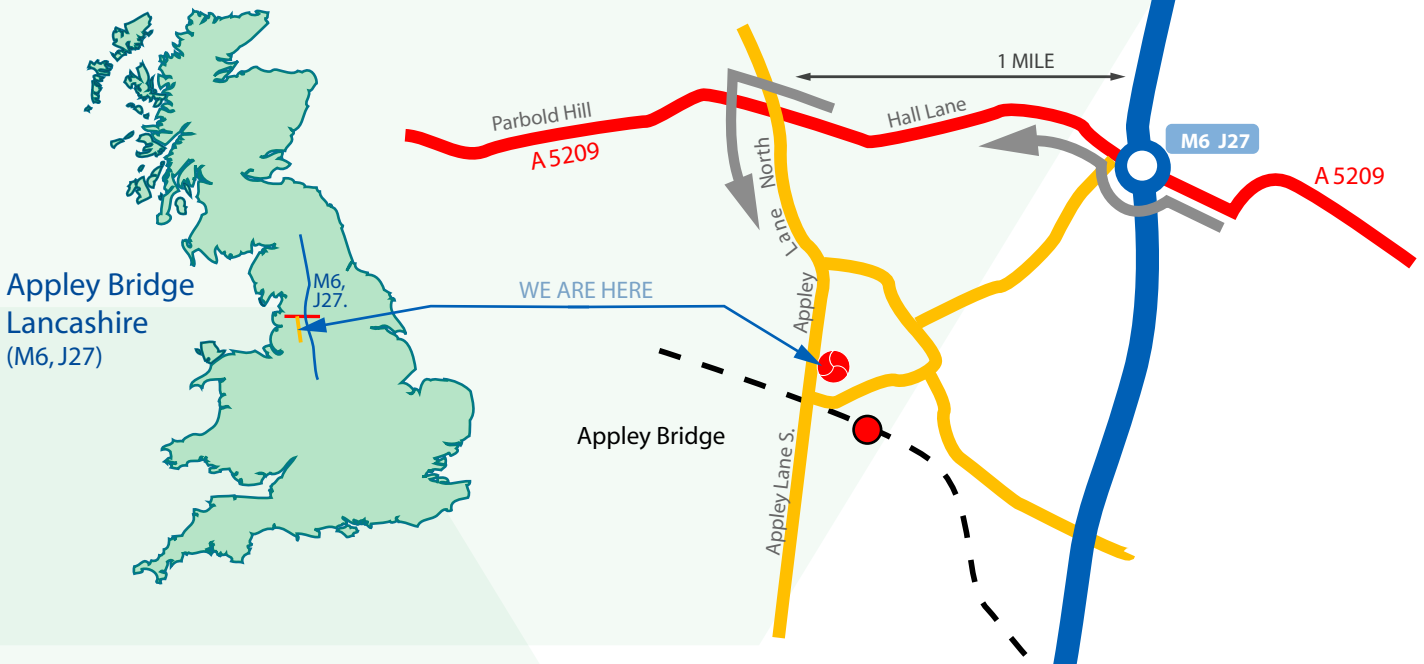 Appley Bridge
Lancashire
(M6, J27)
M6,
J27.
WE ARE HERE
Parbold Hill
A 5209
1 MILE
Hall Lane
M6 J27
A 5209
Appley Lane North
Appley Bridge
Appley Lane S.